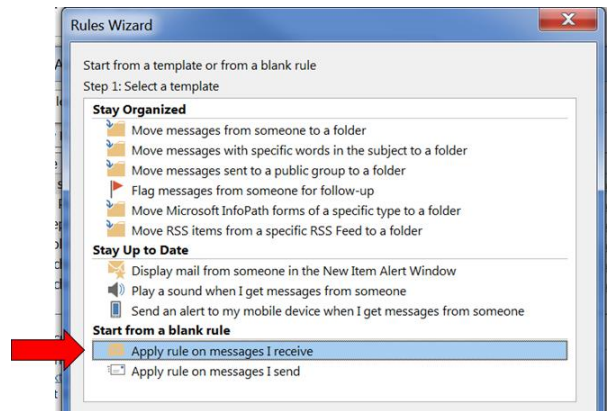 Rules Wizard
Start from a template or from a blank rule
Step 1: Select a template
Stay Organized
Move messages from someone to a folder
Move messages with specific words in the subject to a folder
Move messages sent to a public group to a folder
Flag messages from someone for follow-up
Move Microsoft InfoPath forms of a specific type to a folder
Move RSS items from a specific RSS Feed to a folder
Stay Up to Date
Display mail from someone in the New Item Alert Window
Play a sound when I get messages from someone
Send an alert to my mobile device when I get messages from someone
Start from a blank rule
Apply rule on messages I receive
Apply rule on messages I send